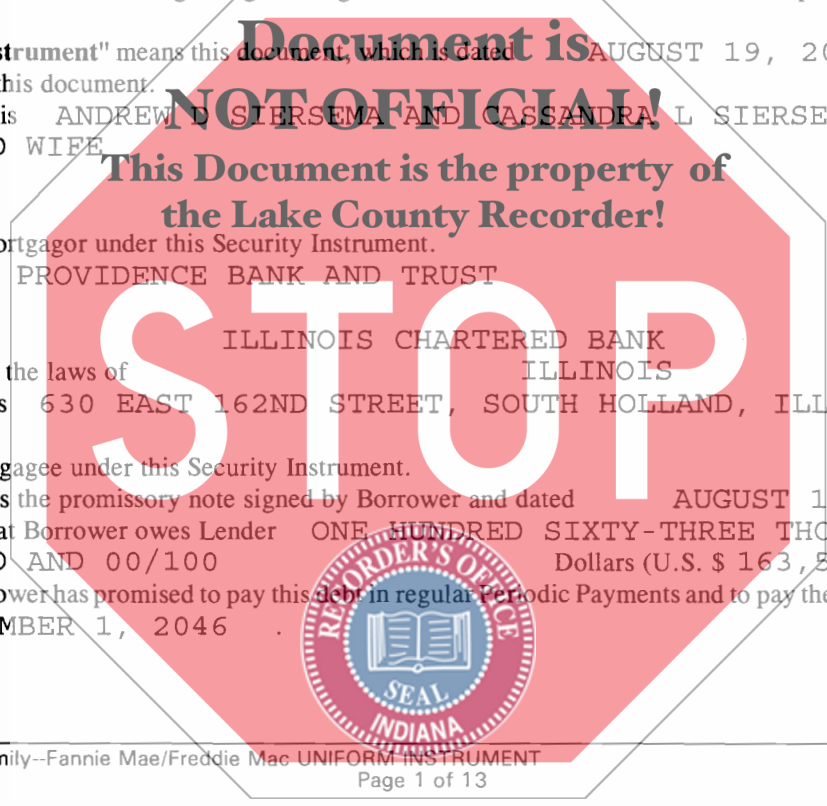 Document is
NOT OFFICIAL!
This Document is the property of
the Lake County Recorder!
STOP
strument" means this document, which is dated AUGUST 19, 20
this document.
is ANDREW D SIERSEMA AND CASSANDRA L SIERSE
D WIFE
ortgagor under this Security Instrument.
PROVIDENCE BANK AND TRUST
ILLINOIS CHARTERED BANK
the laws of ILLINOIS
s 630 EAST 162ND STREET, SOUTH HOLLAND, ILL
gagee under this Security Instrument.
s the promissory note signed by Borrower and dated AUGUST 1
at Borrower owes Lender ONE HUNDRED SIXTY-THREE THO
D AND 00/100 Dollars (U.S. $ 163,5
ower has promised to pay this debt in regular Periodic Payments and to pay the
MBER 1, 2046 .
RECORDER'S OFFICE
SEAL
INDIANA
mily--Fannie Mae/Freddie Mac UNIFORM INSTRUMENT
Page 1 of 13